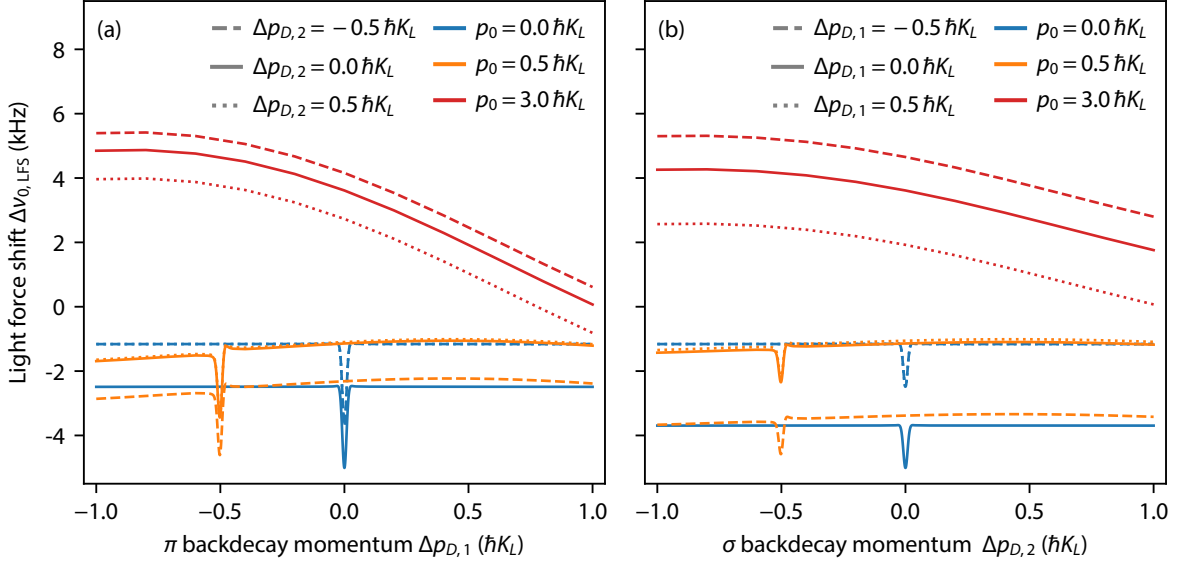 (a)
Δp_{D,2} = −0.5 ℏK_L
Δp_{D,2} = 0.0 ℏK_L
Δp_{D,2} = 0.5 ℏK_L
p_0 = 0.0 ℏK_L
p_0 = 0.5 ℏK_L
p_0 = 3.0 ℏK_L
Light force shift Δν_{0,LFS} (kHz)
8
6
4
2
0
-2
-4
−1.0
−0.5
0.0
0.5
1.0
π backdecay momentum Δp_{D,1} (ℏK_L)
(b)
Δp_{D,1} = −0.5 ℏK_L
Δp_{D,1} = 0.0 ℏK_L
Δp_{D,1} = 0.5 ℏK_L
p_0 = 0.0 ℏK_L
p_0 = 0.5 ℏK_L
p_0 = 3.0 ℏK_L
−1.0
−0.5
0.0
0.5
1.0
σ backdecay momentum Δp_{D,2} (ℏK_L)